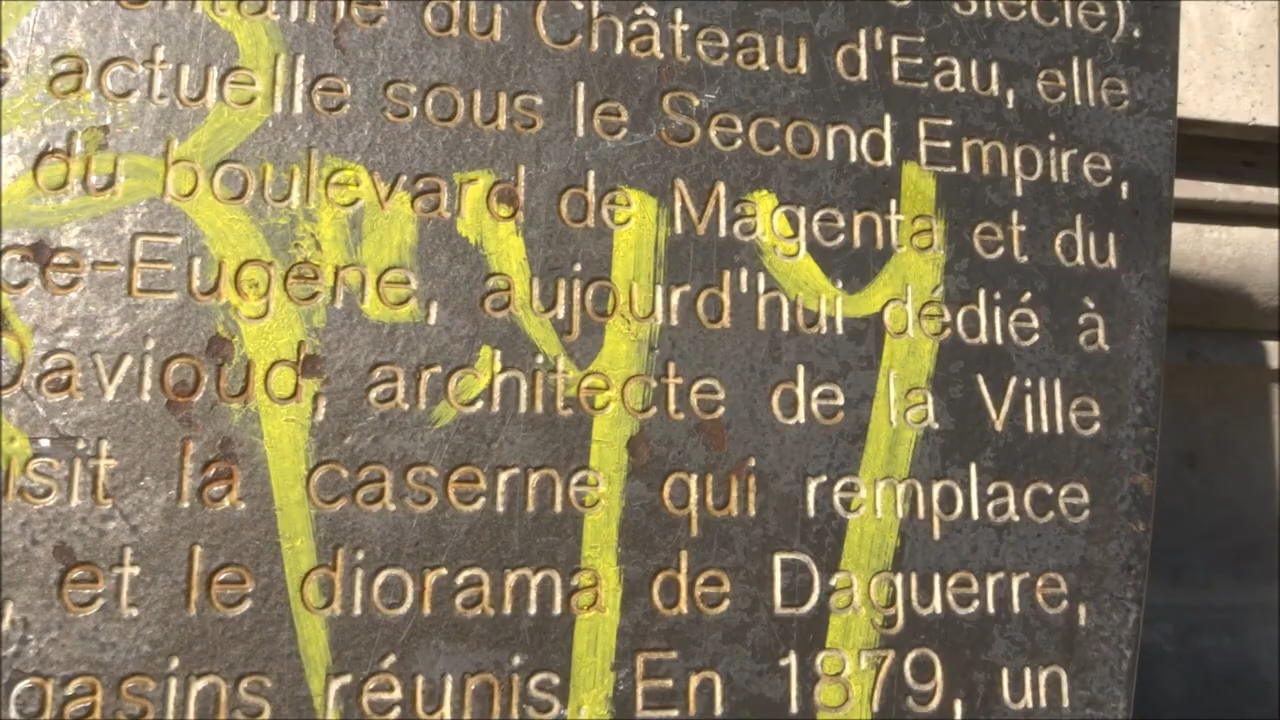 du Château d'Eau, elle siècle).
actuelle sous le Second Empire,
du boulevard de Magenta et du
ce-Eugène, aujourd'hui dédié à
Davioud, architecte de la Ville
isit la caserne qui remplace
, et le diorama de Daguerre,
gasins réunis. En 1879, un